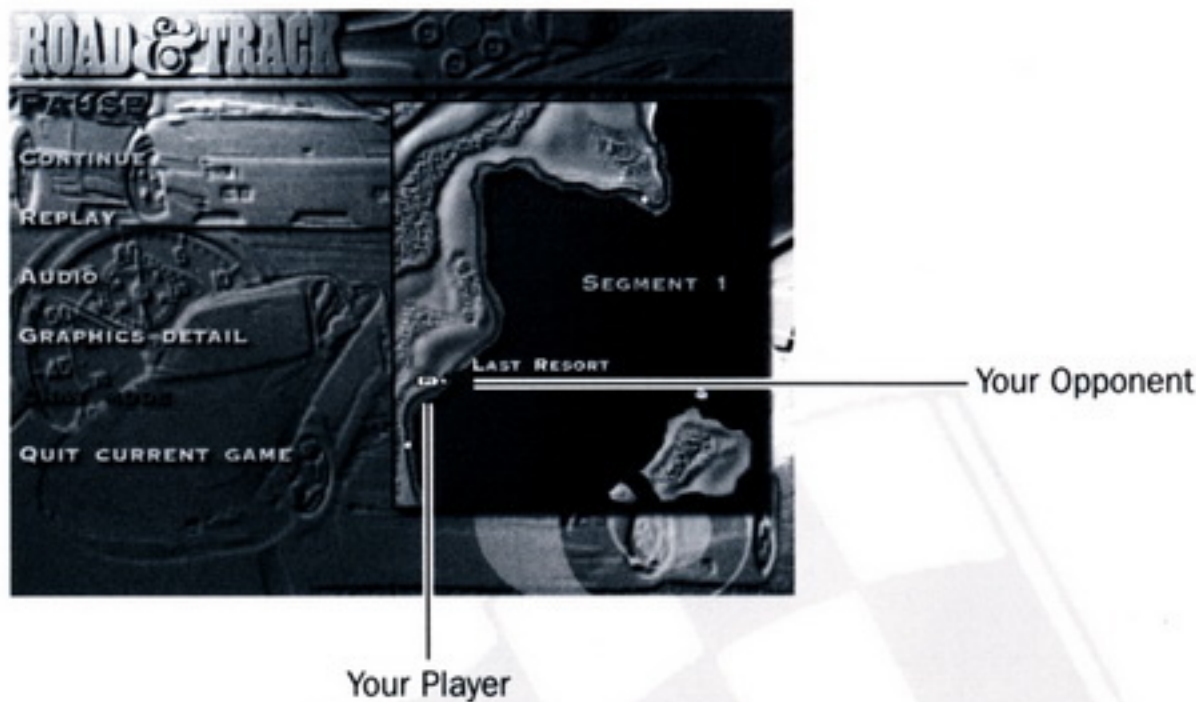 ROAD & TRACK
PAUSE
CONTINUE
REPLAY
AUDIO
GRAPHICS DETAIL
QUIT CURRENT GAME
SEGMENT 1
LAST RESORT
Your Opponent
Your Player